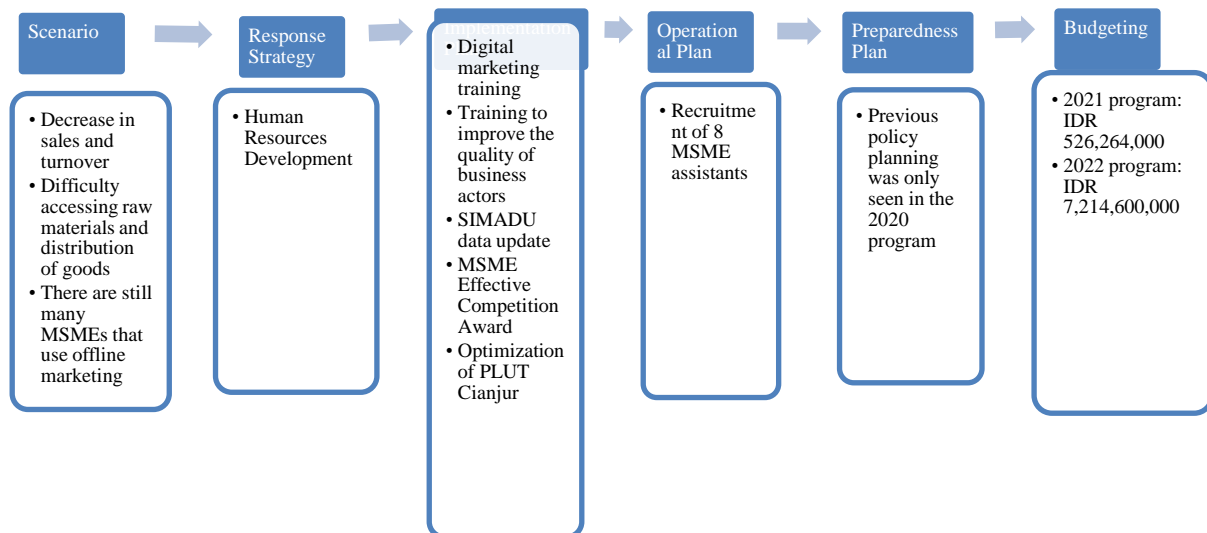 Scenario
• Decrease in
sales and
turnover
• Difficulty
accessing raw
materials and
distribution
of goods
• There are still
many
MSMEs that
use offline
marketing
Response
Strategy
• Human
Resources
Development
Implementation
• Digital
marketing
training
• Training to
improve the
quality of
business
actors
• SIMADU
data update
• MSME
Effective
Competition
Award
• Optimization
of PLUT
Cianjur
Operation
al Plan
• Recruitme
nt of 8
MSME
assistants
Preparedness
Plan
• Previous
policy
planning
was only
seen in the
2020
program
Budgeting
• 2021 program:
IDR
526,264,000
• 2022 program:
IDR
7,214,600,000